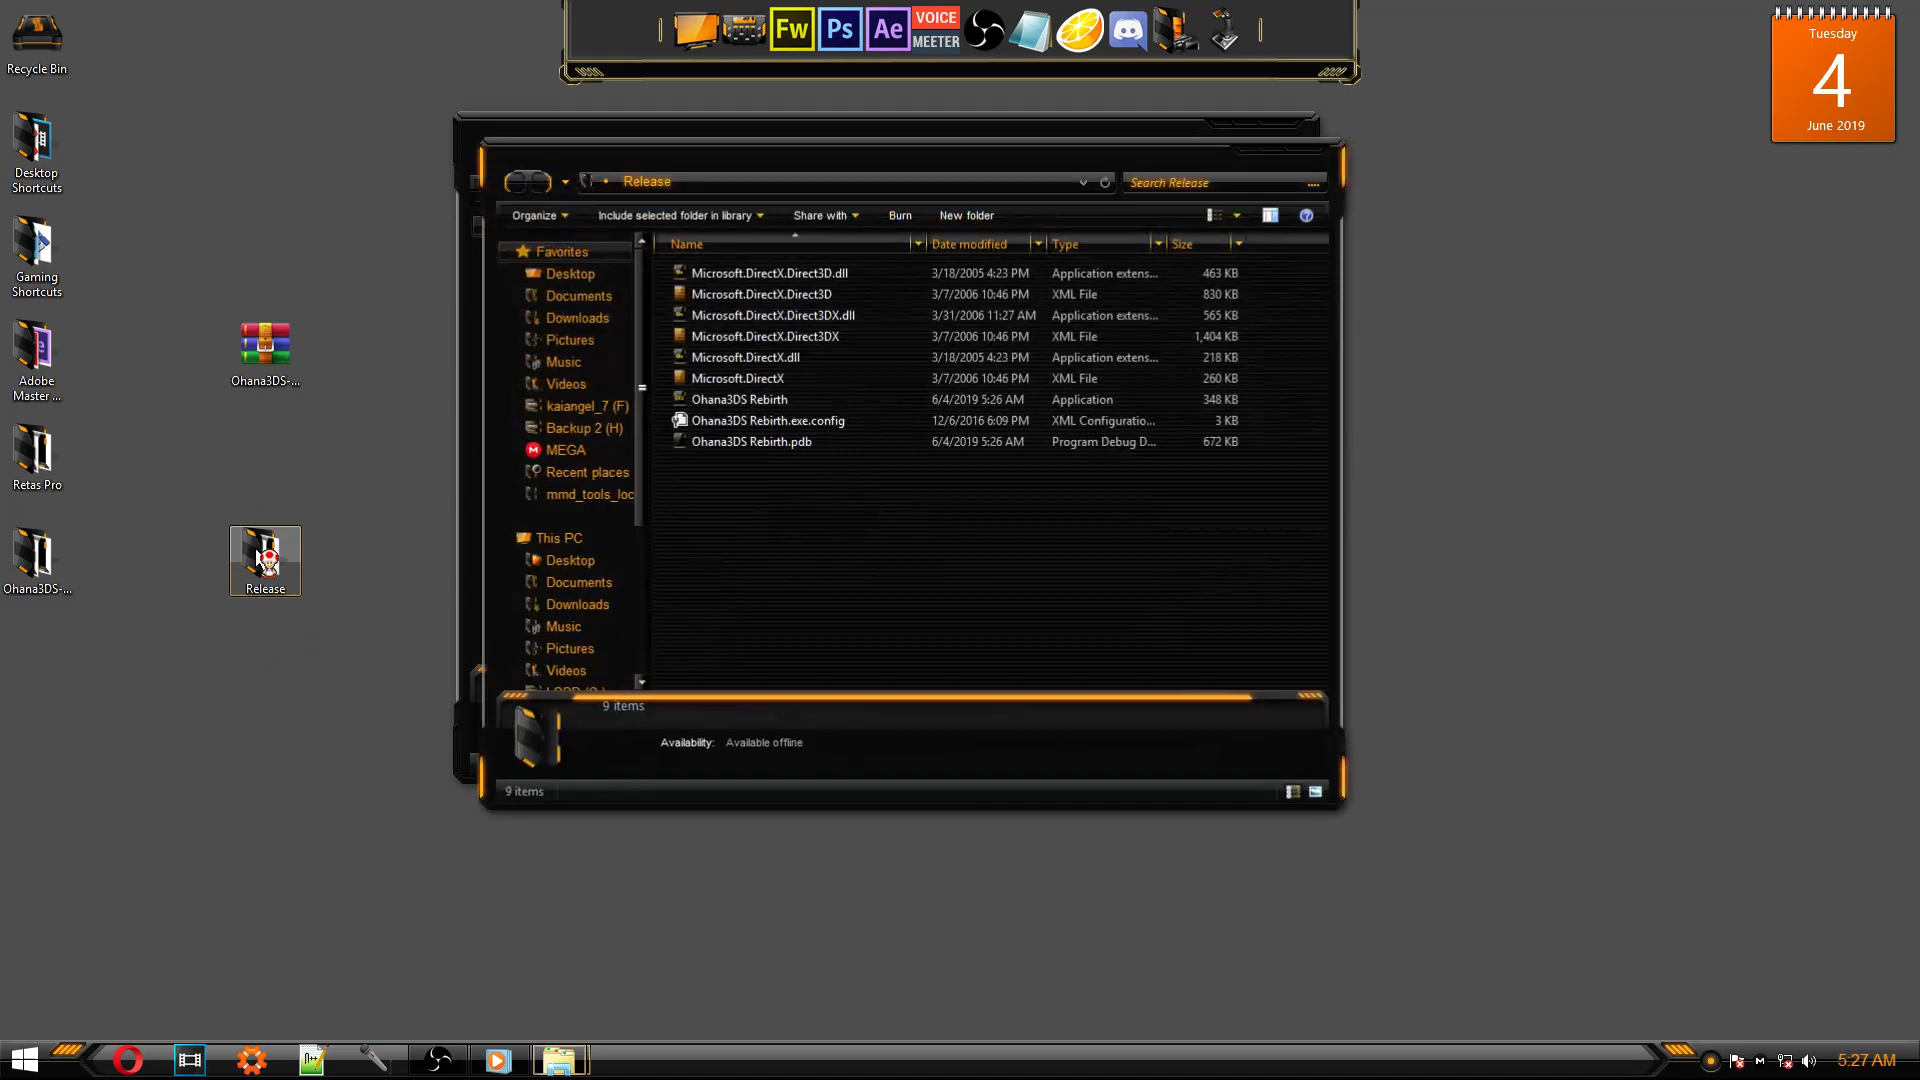 Recycle Bin
Desktop
Shortcuts
Gaming
Shortcuts
Adobe
Master ...
Retas Pro
Ohana3DS-...
Ohana3DS-...
Release
Fw
Ps
Ae
VOICE
MEETER
Tuesday
4
June 2019
Release
Search Release
Organize
Include selected folder in library
Share with
Burn
New folder
Favorites
Desktop
Documents
Downloads
Pictures
Music
Videos
kaiangel_7 (F)
Backup 2 (H)
MEGA
Recent places
mmd_tools_loc
This PC
Desktop
Documents
Downloads
Music
Pictures
Videos
Name Date modified Type Size
Microsoft.DirectX.Direct3D.dll 3/18/2005 4:23 PM Application extens... 463 KB
Microsoft.DirectX.Direct3D 3/7/2006 10:46 PM XML File 830 KB
Microsoft.DirectX.Direct3DX.dll 3/31/2006 11:27 AM Application extens... 565 KB
Microsoft.DirectX.Direct3DX 3/7/2006 10:46 PM XML File 1,404 KB
Microsoft.DirectX.dll 3/18/2005 4:23 PM Application extens... 218 KB
Microsoft.DirectX 3/7/2006 10:46 PM XML File 260 KB
Ohana3DS Rebirth 6/4/2019 5:26 AM Application 348 KB
Ohana3DS Rebirth.exe.config 12/6/2016 6:09 PM XML Configuratio... 3 KB
Ohana3DS Rebirth.pdb 6/4/2019 5:26 AM Program Debug D... 672 KB
9 items
Availability: Available offline
9 items
5:27 AM